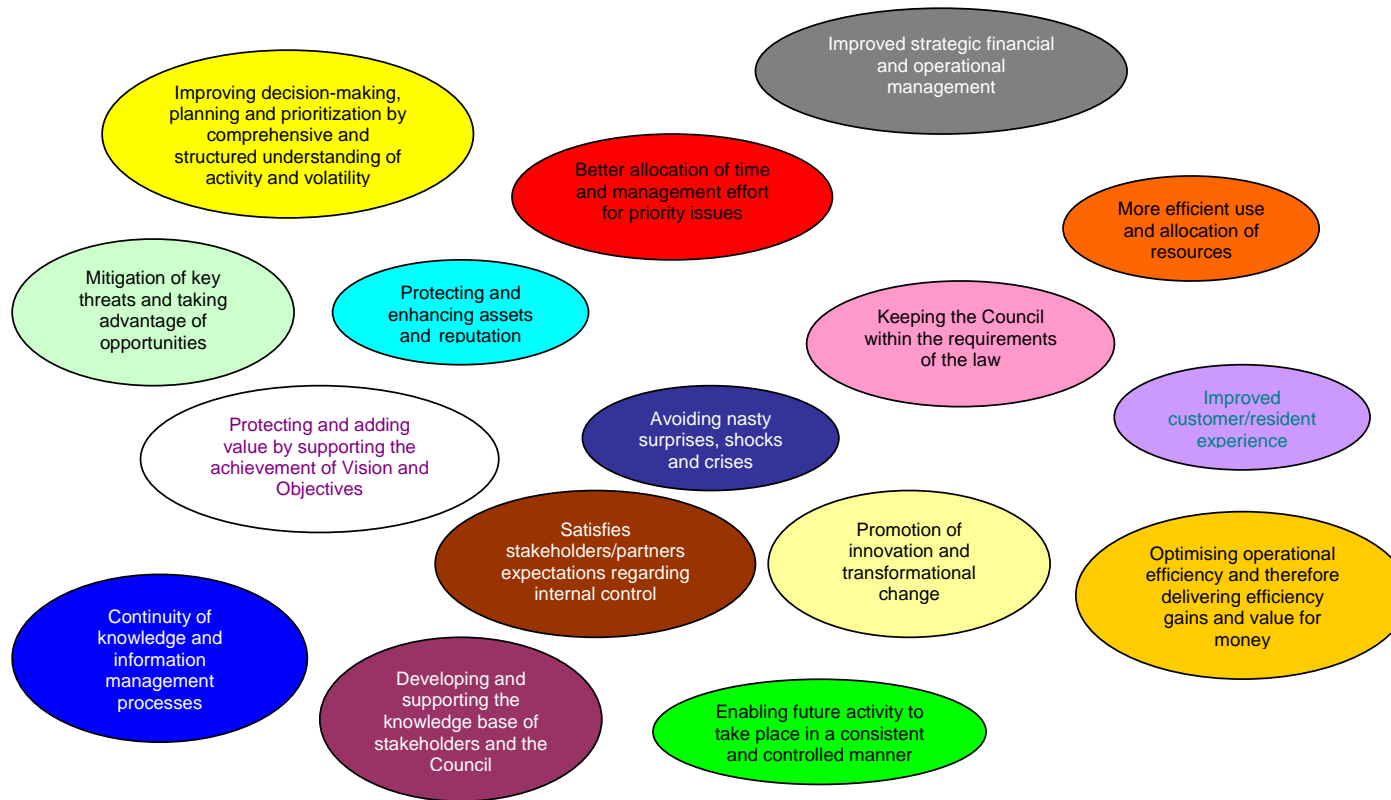 Improved strategic financial
and operational
management
Improving decision-making,
planning and prioritization by
comprehensive and
structured understanding of
activity and volatility
Better allocation of time
and management effort
for priority issues
More efficient use
and allocation of
resources
Mitigation of key
threats and taking
advantage of
opportunities
Protecting and
enhancing assets
and reputation
Keeping the Council
within the requirements
of the law
Improved
customer/resident
experience
Protecting and adding
value by supporting the
achievement of Vision and
Objectives
Avoiding nasty
surprises, shocks
and crises
Satisfies
stakeholders/partners
expectations regarding
internal control
Promotion of
innovation and
transformational
change
Optimising operational
efficiency and therefore
delivering efficiency
gains and value for
money
Continuity of
knowledge and
information
management
processes
Developing and
supporting the
knowledge base of
stakeholders and the
Council
Enabling future activity to
take place in a consistent
and controlled manner